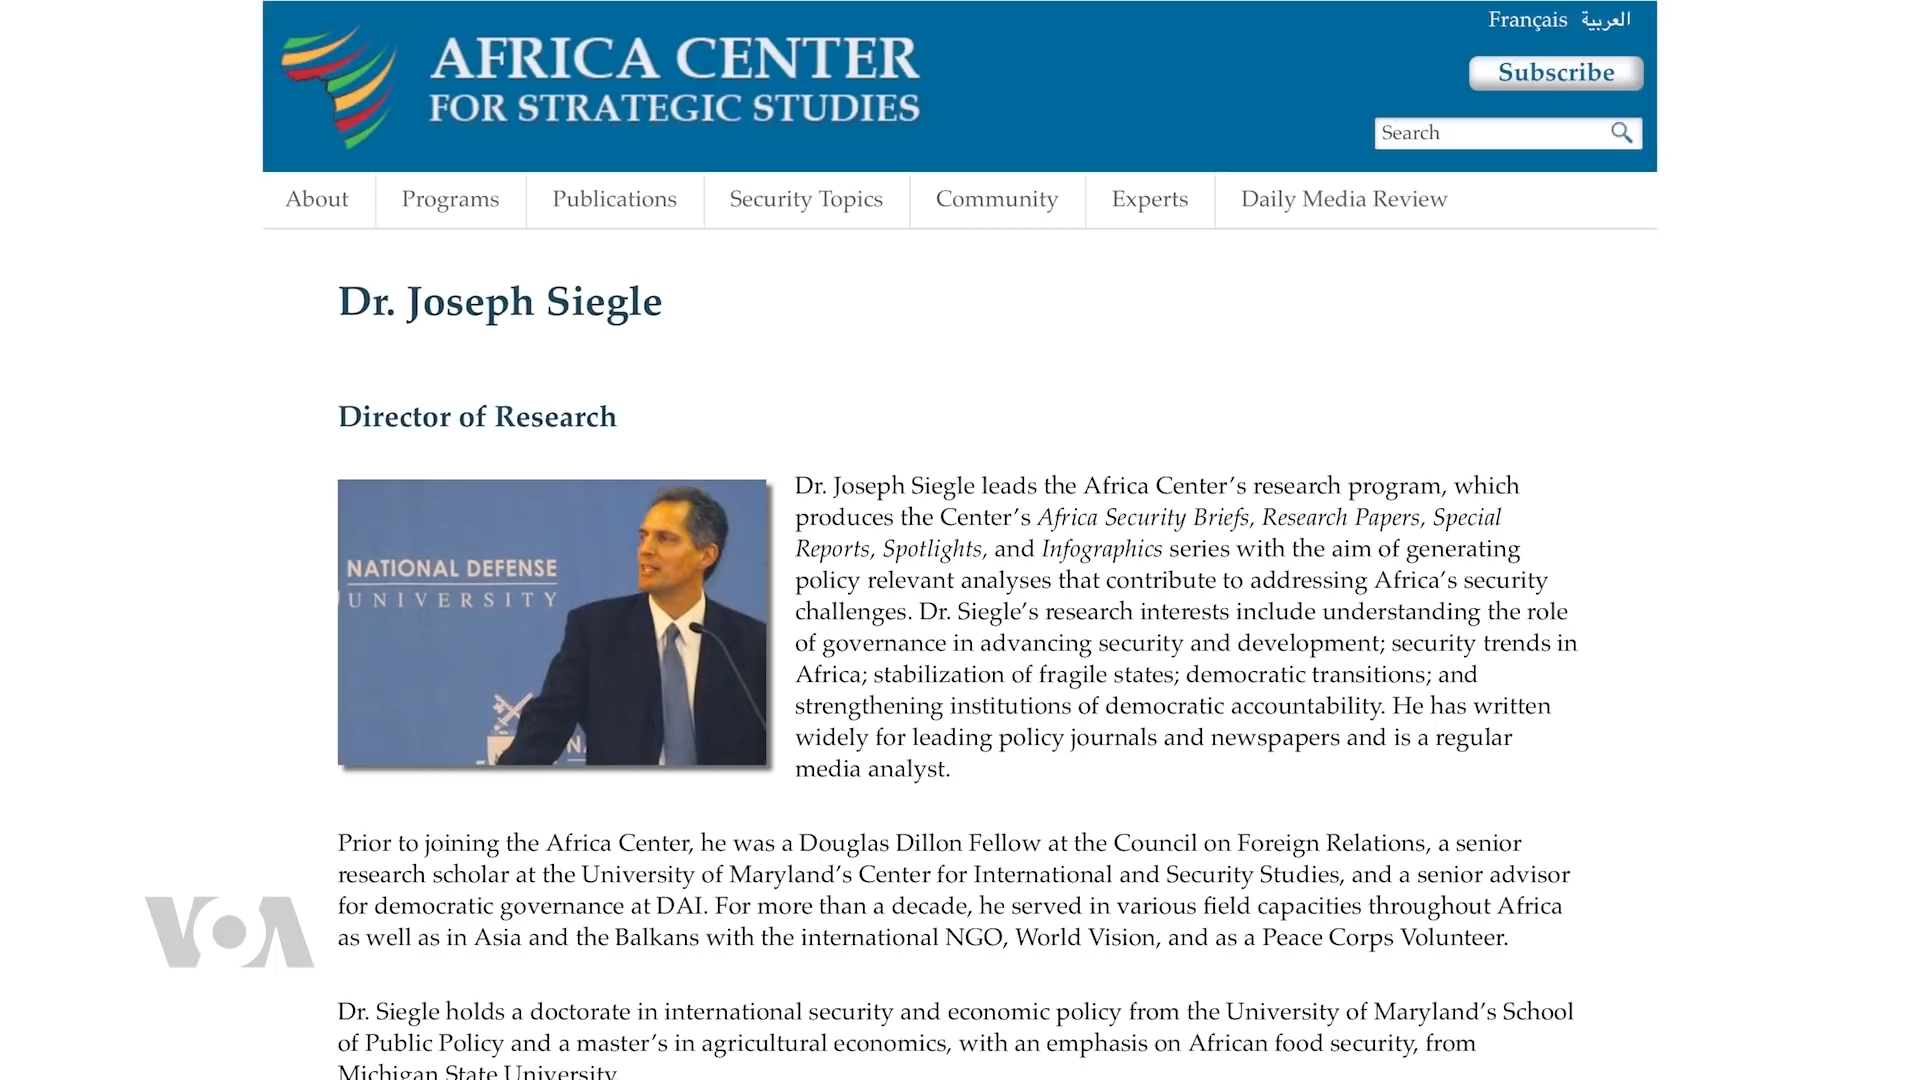 Français العربية
AFRICA CENTER
FOR STRATEGIC STUDIES
Subscribe
Search
About Programs Publications Security Topics Community Experts Daily Media Review
Dr. Joseph Siegle
Director of Research
NATIONAL DEFENSE
UNIVERSITY
Dr. Joseph Siegle leads the Africa Center’s research program, which
produces the Center’s Africa Security Briefs, Research Papers, Special
Reports, Spotlights, and Infographics series with the aim of generating
policy relevant analyses that contribute to addressing Africa’s security
challenges. Dr. Siegle’s research interests include understanding the role
of governance in advancing security and development; security trends in
Africa; stabilization of fragile states; democratic transitions; and
strengthening institutions of democratic accountability. He has written
widely for leading policy journals and newspapers and is a regular
media analyst.
Prior to joining the Africa Center, he was a Douglas Dillon Fellow at the Council on Foreign Relations, a senior
research scholar at the University of Maryland’s Center for International and Security Studies, and a senior advisor
for democratic governance at DAI. For more than a decade, he served in various field capacities throughout Africa
as well as in Asia and the Balkans with the international NGO, World Vision, and as a Peace Corps Volunteer.
VOA
Dr. Siegle holds a doctorate in international security and economic policy from the University of Maryland’s School
of Public Policy and a master’s in agricultural economics, with an emphasis on African food security, from
Michigan State University.